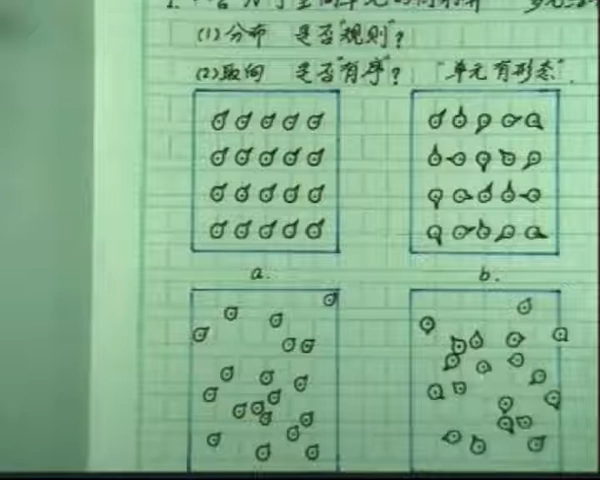 (1) 分布 是否"规则"?
(2) 取向 是否"有序"? "单元有形态".
a. b.